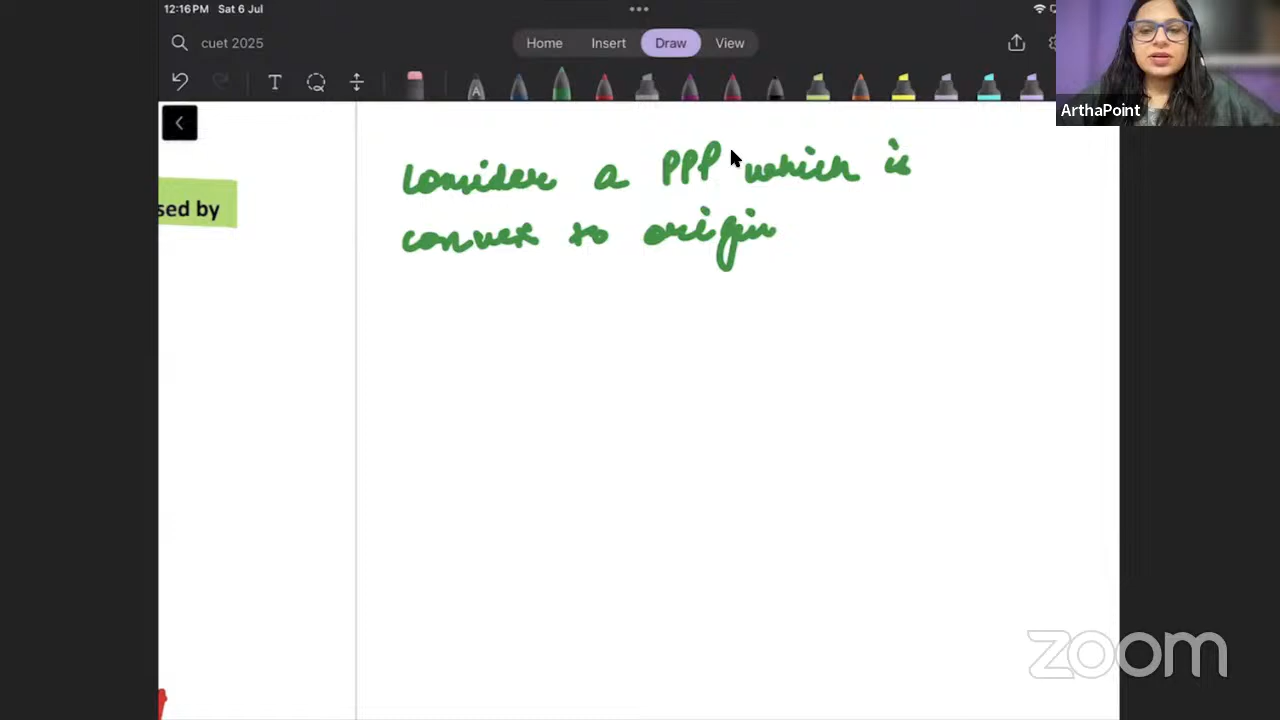 12:16 PM Sat 6 Jul
cuet 2025
Home Insert Draw View
T
A
ArthaPoint
Consider a PPP which is
convex to origin
sed by
zoom